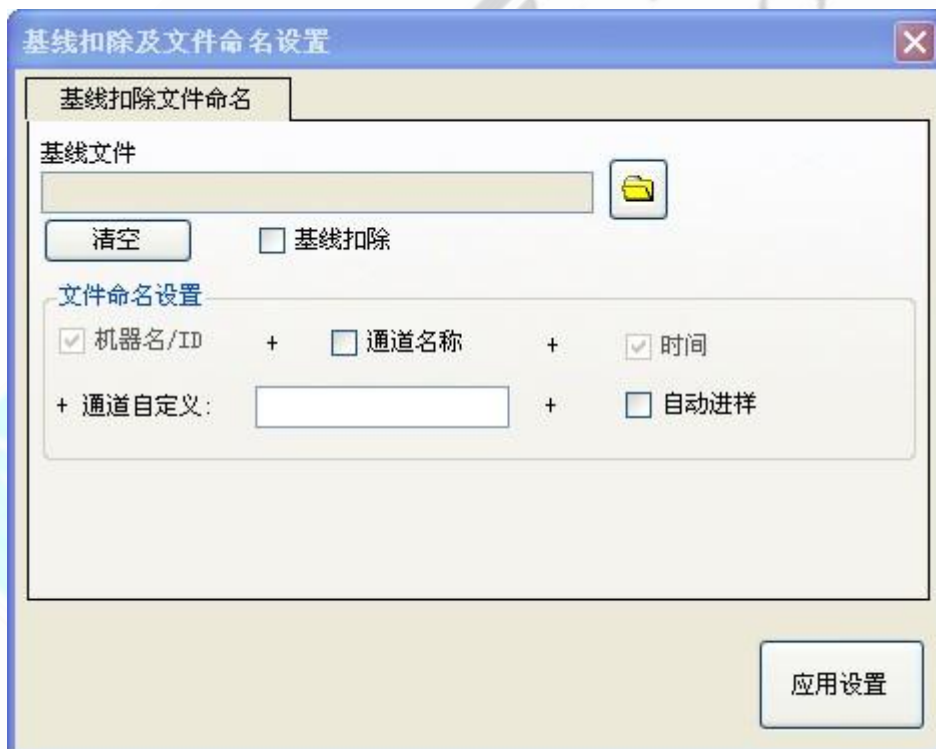 基线扣除及文件命名设置
基线扣除文件命名
基线文件
清空 基线扣除
文件命名设置
机器名/ID + 通道名称 + 时间
+ 通道自定义: + 自动进样
应用设置